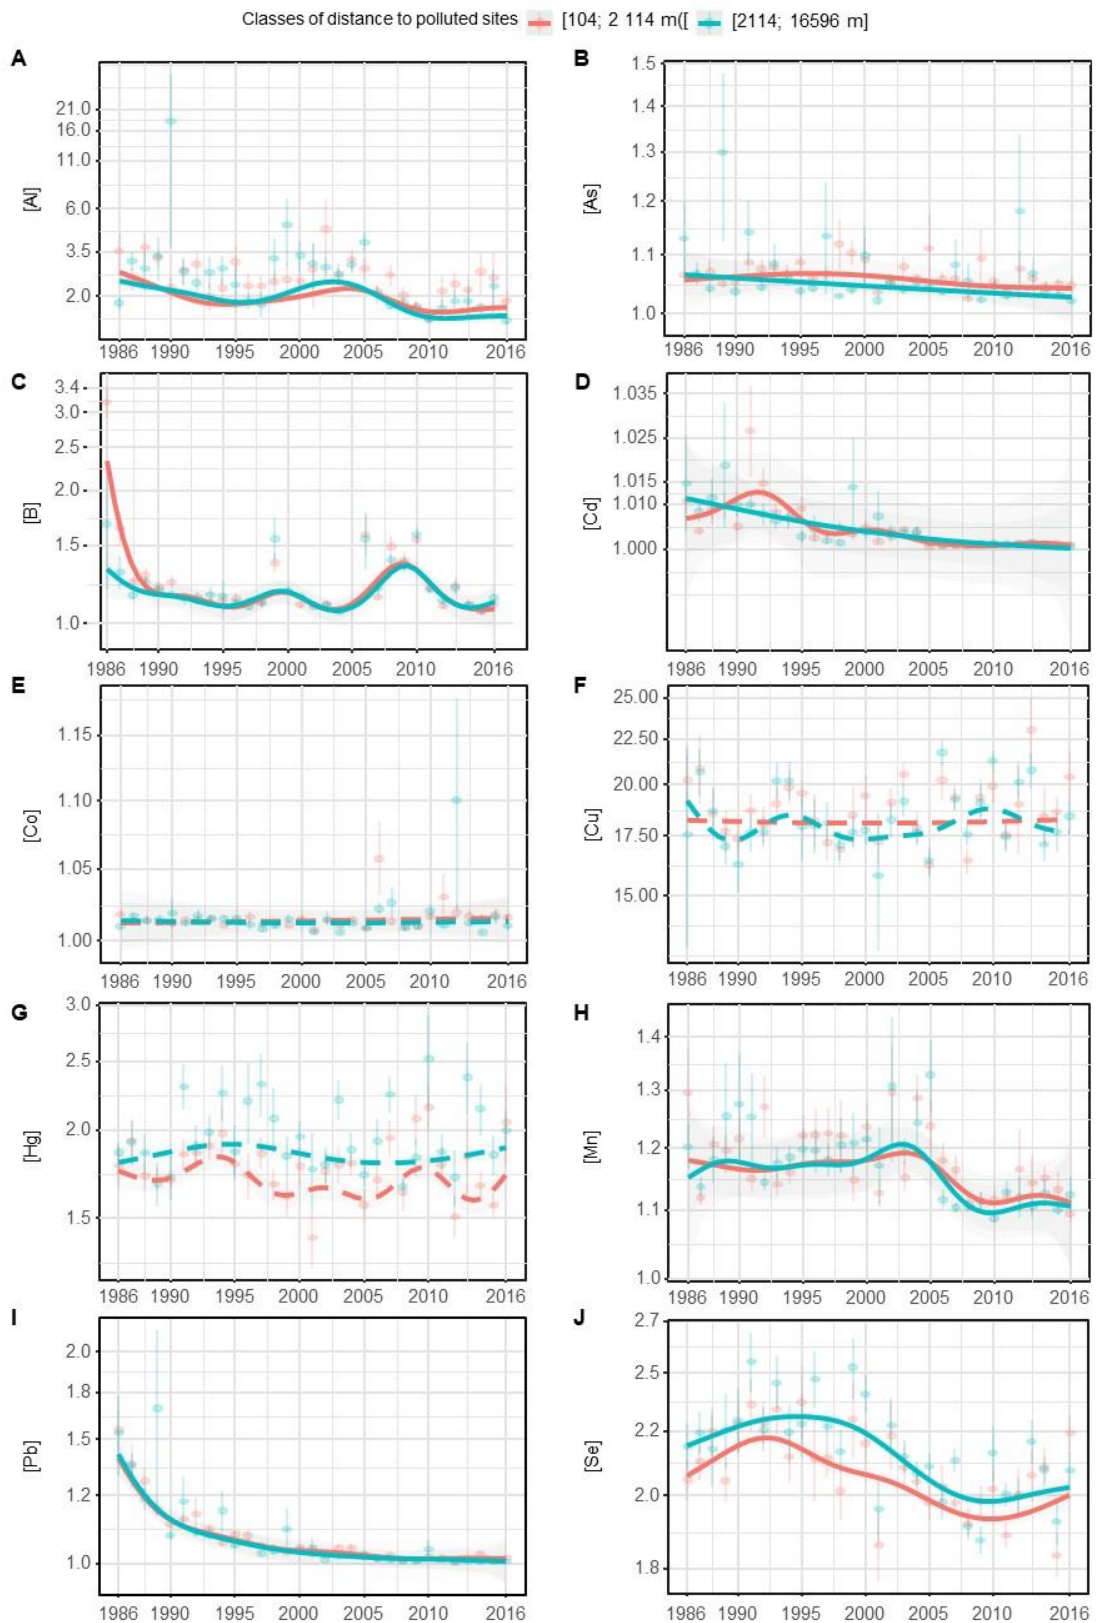 Classes of distance to polluted sites [104; 2 114 m([ [2114; 16596 m]
A
[Al]
21.0
16.0
11.0
6.0
3.5
2.0
1986 1990 1995 2000 2005 2010 2016
B
[As]
1.5
1.4
1.3
1.2
1.1
1.0
1986 1990 1995 2000 2005 2010 2016
C
[B]
3.4
3.0
2.5
2.0
1.5
1.0
1986 1990 1995 2000 2005 2010 2016
D
[Cd]
1.035
1.025
1.015
1.010
1.000
1986 1990 1995 2000 2005 2010 2016
E
[Co]
1.15
1.10
1.05
1.00
1986 1990 1995 2000 2005 2010 2016
F
[Cu]
25.00
22.50
20.00
17.50
15.00
1986 1990 1995 2000 2005 2010 2016
G
[Hg]
3.0
2.5
2.0
1.5
1986 1990 1995 2000 2005 2010 2016
H
[Mn]
1.4
1.3
1.2
1.1
1.0
1986 1990 1995 2000 2005 2010 2016
I
[Pb]
2.0
1.8
1.5
1.2
1.0
1986 1990 1995 2000 2005 2010 2016
J
[Se]
2.7
2.5
2.2
2.0
1.8
1986 1990 1995 2000 2005 2010 2016